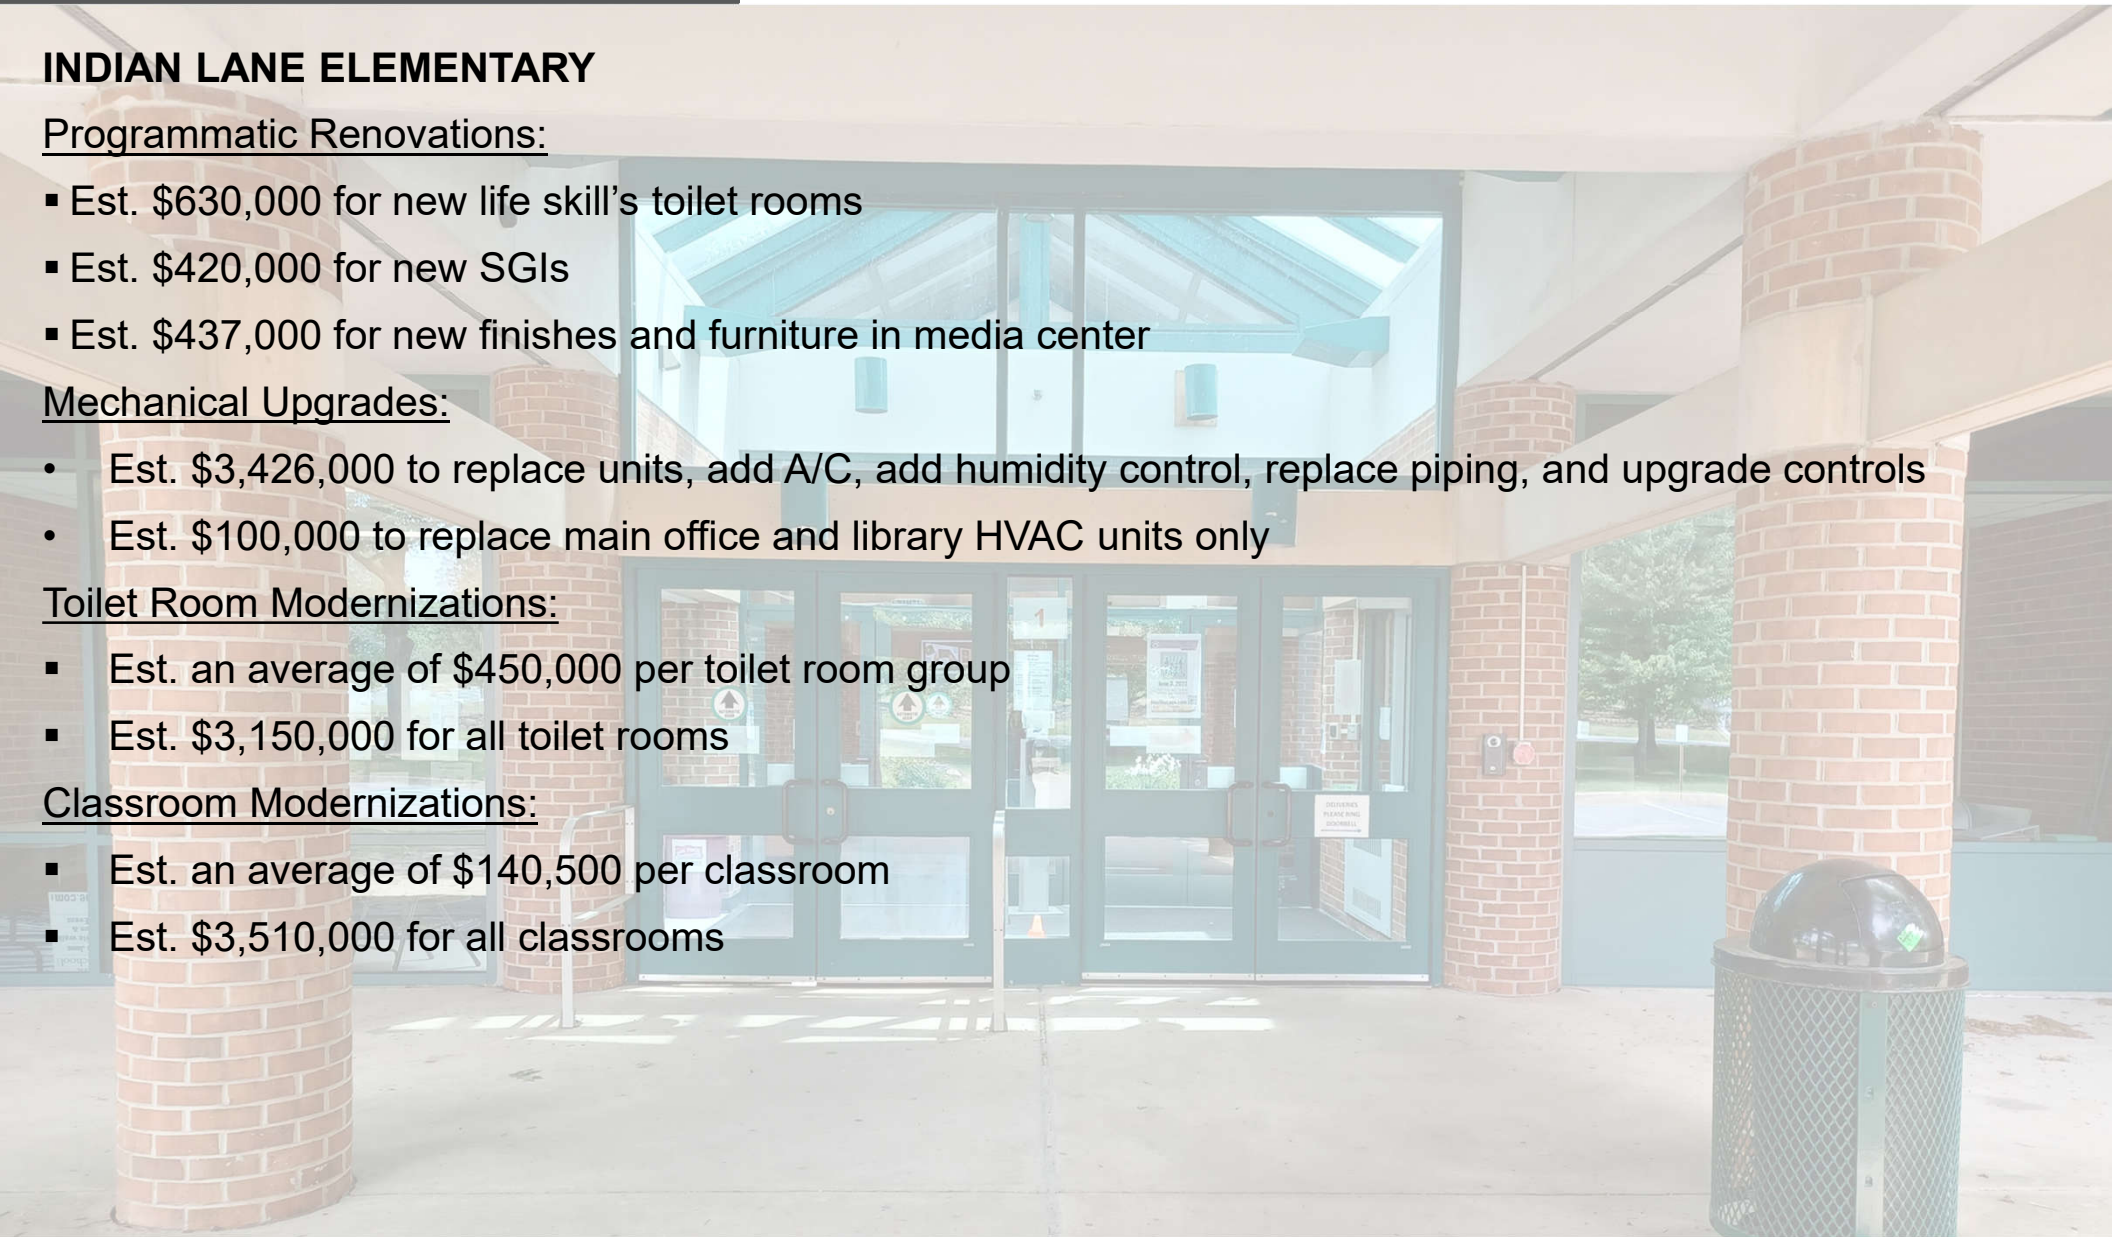 INDIAN LANE ELEMENTARY
Programmatic Renovations:
▪ Est. $630,000 for new life skill’s toilet rooms
▪ Est. $420,000 for new SGIs
▪ Est. $437,000 for new finishes and furniture in media center
Mechanical Upgrades:
• Est. $3,426,000 to replace units, add A/C, add humidity control, replace piping, and upgrade controls
• Est. $100,000 to replace main office and library HVAC units only
Toilet Room Modernizations:
▪ Est. an average of $450,000 per toilet room group
▪ Est. $3,150,000 for all toilet rooms
Classroom Modernizations:
▪ Est. an average of $140,500 per classroom
▪ Est. $3,510,000 for all classrooms
1
DELIVERIES
PLEASE RING
DOORBELL